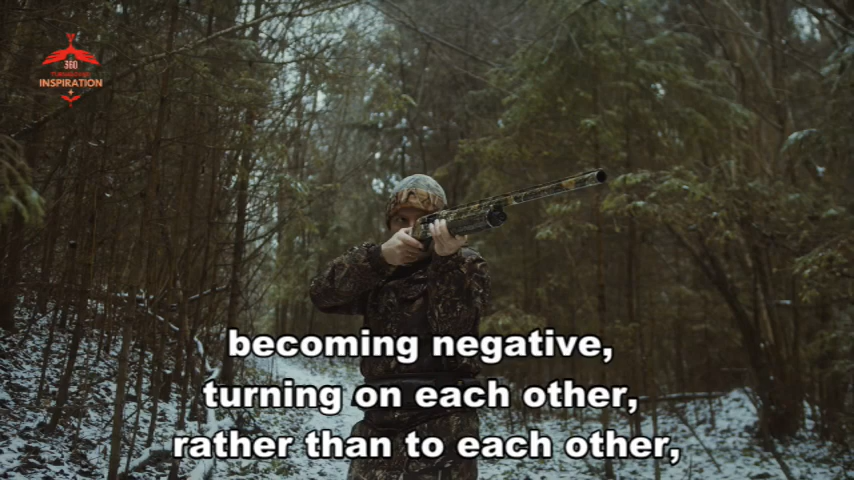 360
INSPIRATION
becoming negative,
turning on each other,
rather than to each other,